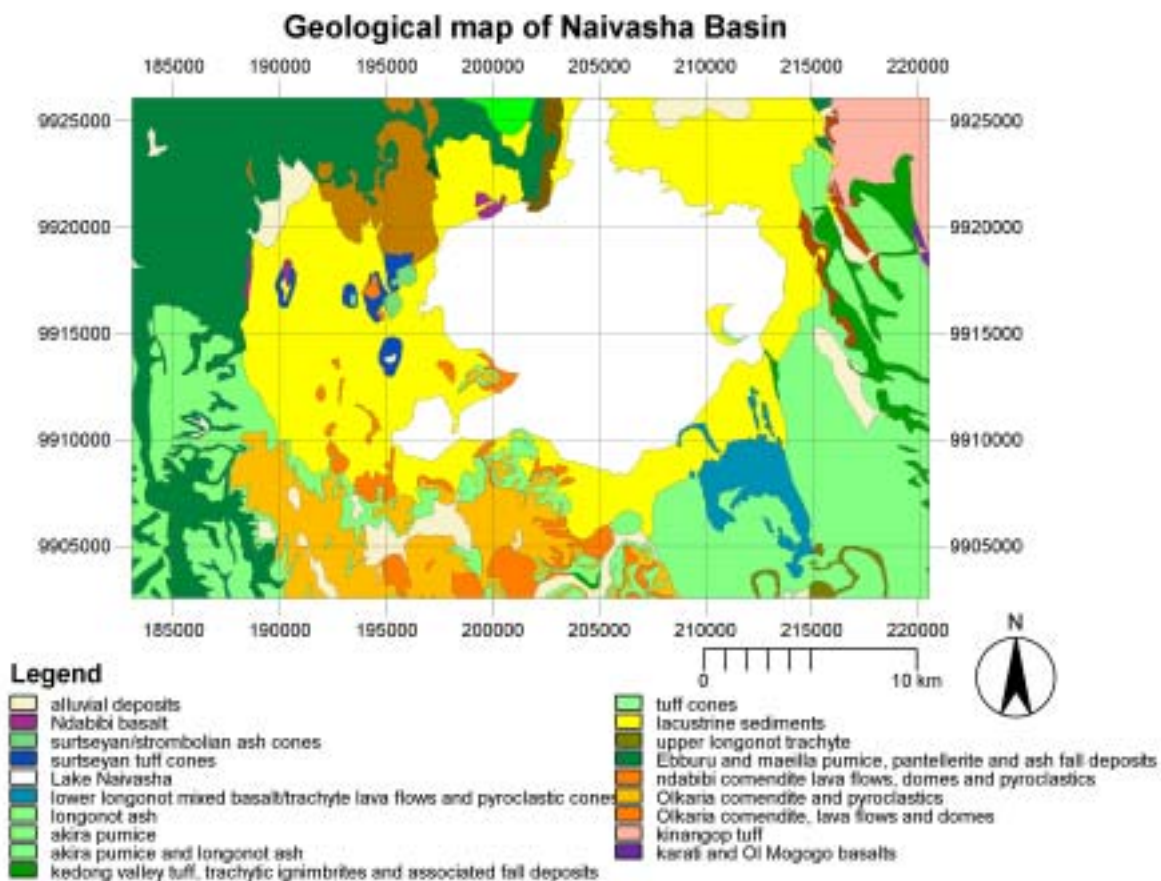 Geological map of Naivasha Basin
185000 190000 195000 200000 205000 210000 215000 220000
9925000 9925000
9920000 9920000
9915000 9915000
9910000 9910000
9905000 9905000
185000 190000 195000 200000 205000 210000 215000 220000
N
0 10 km
Legend
alluvial deposits
Ndabibi basalt
surtseyan/strombolian ash cones
surtseyan tuff cones
Lake Naivasha
lower longonot mixed basalt/trachyte lava flows and pyroclastic cones
longonot ash
akira pumice
akira pumice and longonot ash
kedong valley tuff, trachytic ignimbrites and associated fall deposits
tuff cones
lacustrine sediments
upper longonot trachyte
Ebburu and maeilla pumice, pantellerite and ash fall deposits
ndabibi comendite lava flows, domes and pyroclastics
Olkaria comendite and pyroclastics
Olkaria comendite, lava flows and domes
kinangop tuff
karati and Ol Mogogo basalts